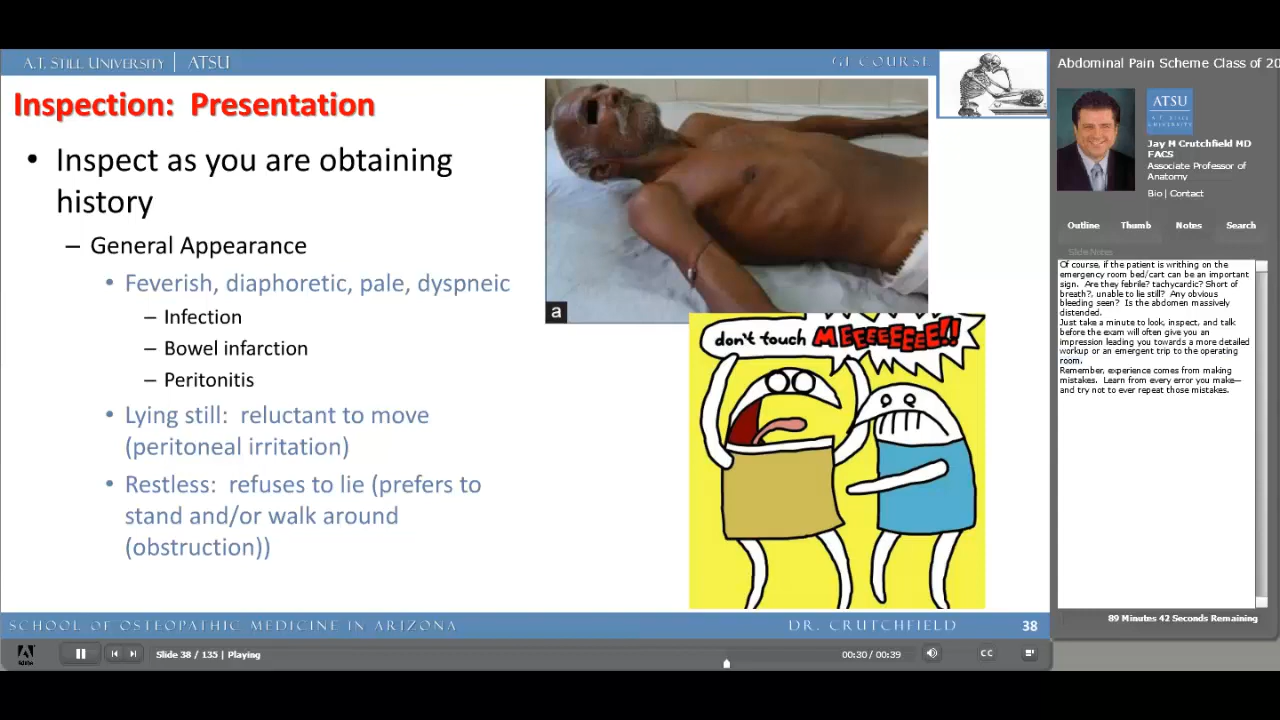 A.T. STILL UNIVERSITY | ATSU
GI COURSE
Inspection: Presentation
• Inspect as you are obtaining
history
– General Appearance
• Feverish, diaphoretic, pale, dyspneic
– Infection
– Bowel infarction
– Peritonitis
• Lying still: reluctant to move
(peritoneal irritation)
• Restless: refuses to lie (prefers to
stand and/or walk around
(obstruction))
a
don't touch MEEEEEEEE!!
SCHOOL OF OSTEOPATHIC MEDICINE IN ARIZONA
DR. CRUTCHFIELD
38
Abdominal Pain Scheme Class of 20
ATSU
A.T. STILL
UNIVERSITY
Jay M Crutchfield MD
FACS
Associate Professor of
Anatomy
Bio | Contact
Outline Thumb Notes Search
Slide Notes
Of course, if the patient is writhing on the
emergency room bed/cart can be an important
sign. Are they febrile? tachycardic? Short of
breath?, unable to lie still? Any obvious
bleeding seen? Is the abdomen massively
distended.
Just take a minute to look, inspect, and talk
before the exam will often give you an
impression leading you towards a more detailed
workup or an emergent trip to the operating
room.
Remember, experience comes from making
mistakes. Learn from every error you make—
and try not to ever repeat those mistakes.
89 Minutes 42 Seconds Remaining
Slide 38 / 135 | Playing
00:30 / 00:39
CC